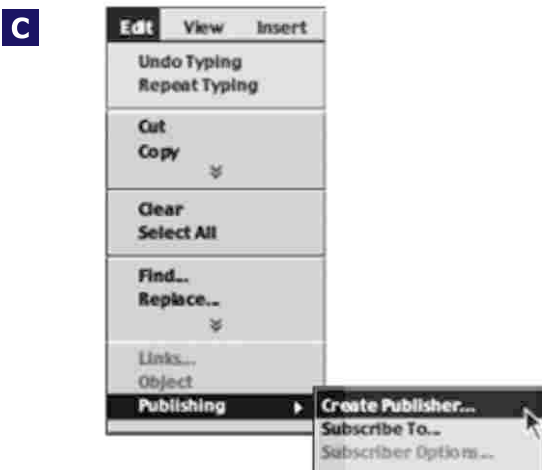 C
Edit View Insert
Undo Typing
Repeat Typing
Cut
Copy
Clear
Select All
Find...
Replace...
Links...
Object
Publishing
Create Publisher...
Subscribe To...
Subscriber Options...